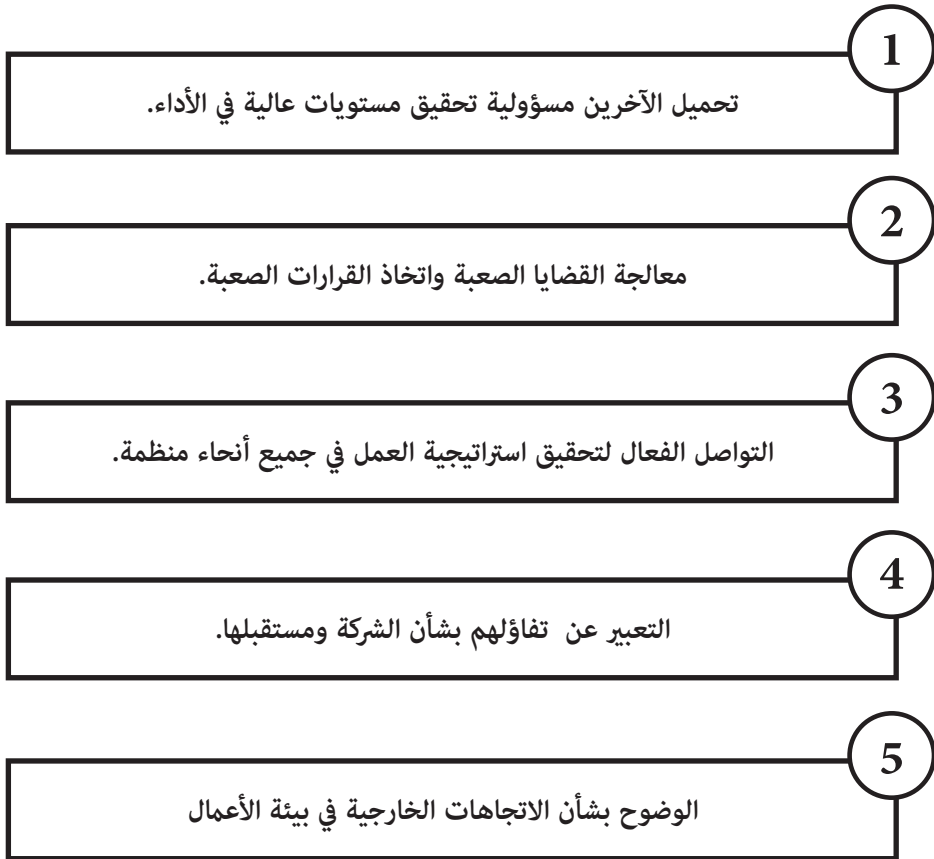 1
تحميل الآخرين مسؤولية تحقيق مستويات عالية في الأداء.
2
معالجة القضايا الصعبة واتخاذ القرارات الصعبة.
3
التواصل الفعال لتحقيق استراتيجية العمل في جميع أنحاء منظمة.
4
التعبير عن تفاؤلهم بشأن الشركة ومستقبلها.
5
الوضوح بشأن الاتجاهات الخارجية في بيئة الأعمال